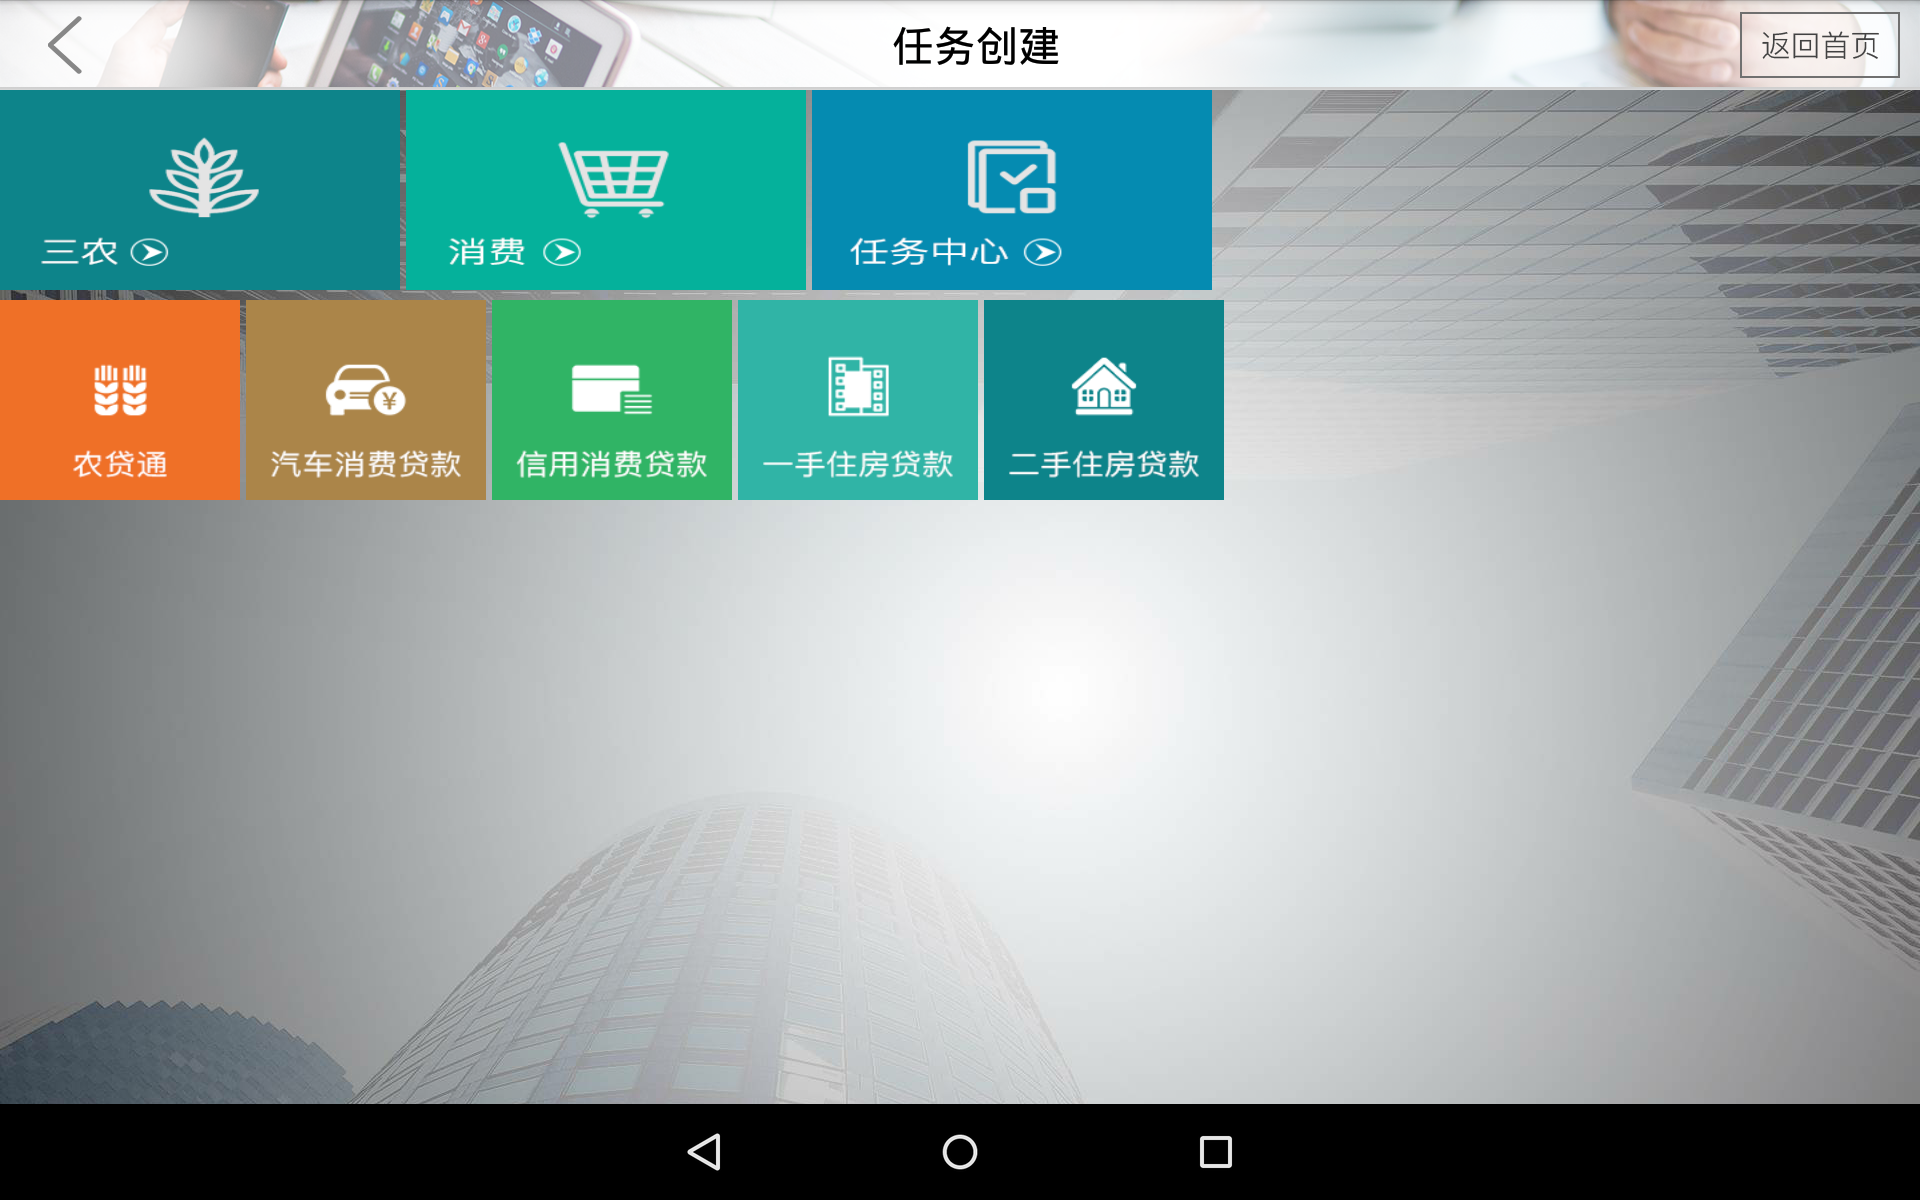 任务创建
返回首页
三农
消费
任务中心
农贷通
汽车消费贷款
信用消费贷款
一手住房贷款
二手住房贷款